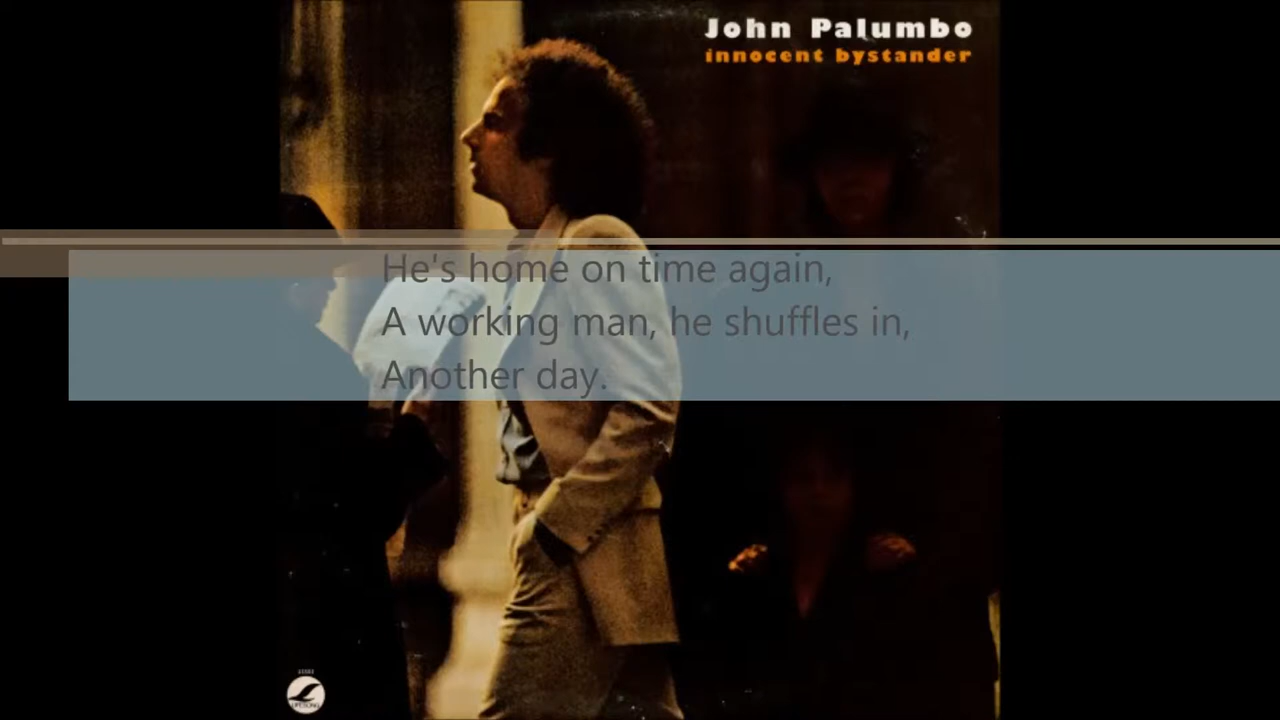 John Palumbo
innocent bystander
He's home on time again,
A working man, he shuffles in,
Another day.